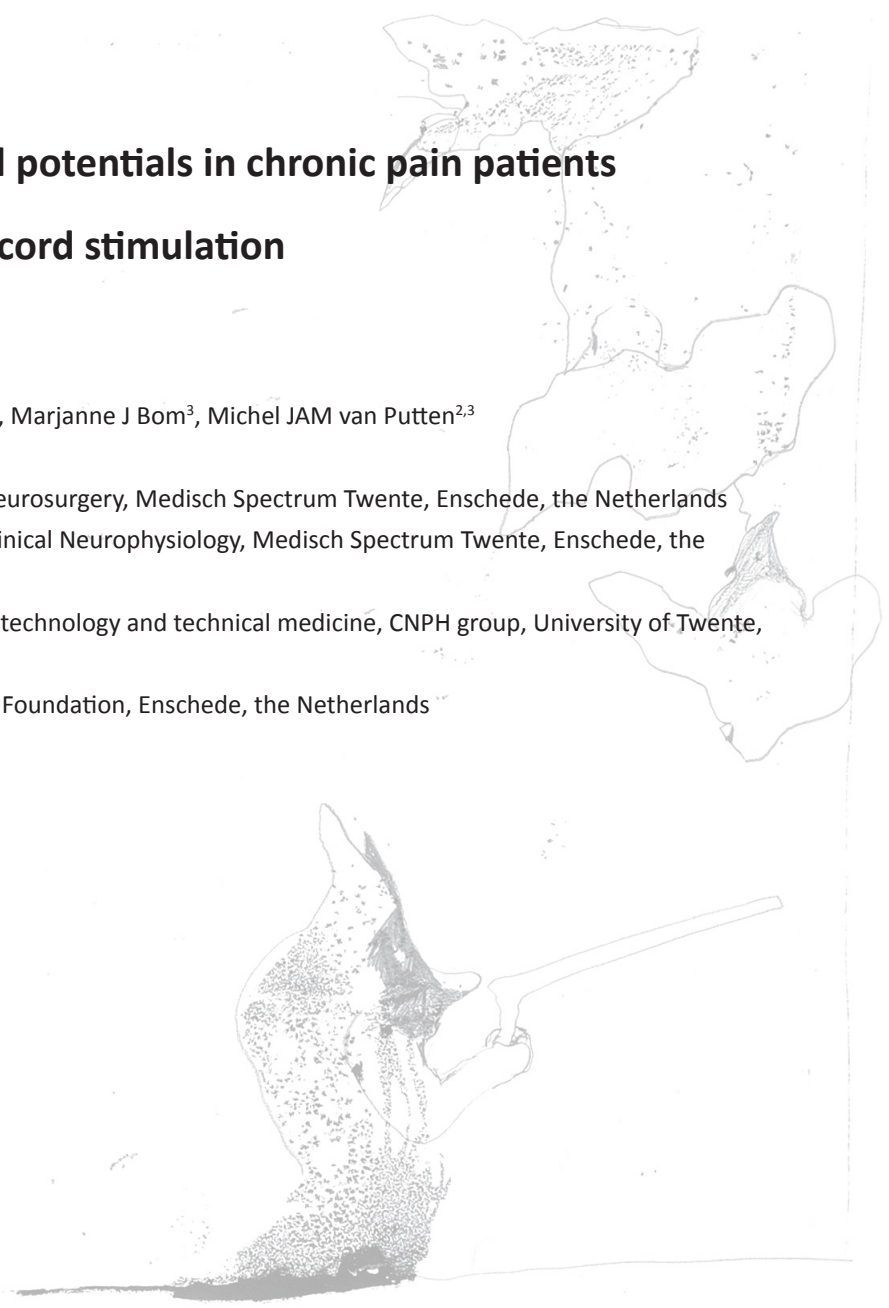 l potentials in chronic pain patients
cord stimulation
, Marjanne J Bom³, Michel JAM van Putten²,³
eurosurgery, Medisch Spectrum Twente, Enschede, the Netherlands
inical Neurophysiology, Medisch Spectrum Twente, Enschede, the
technology and technical medicine, CNPH group, University of Twente,
Foundation, Enschede, the Netherlands